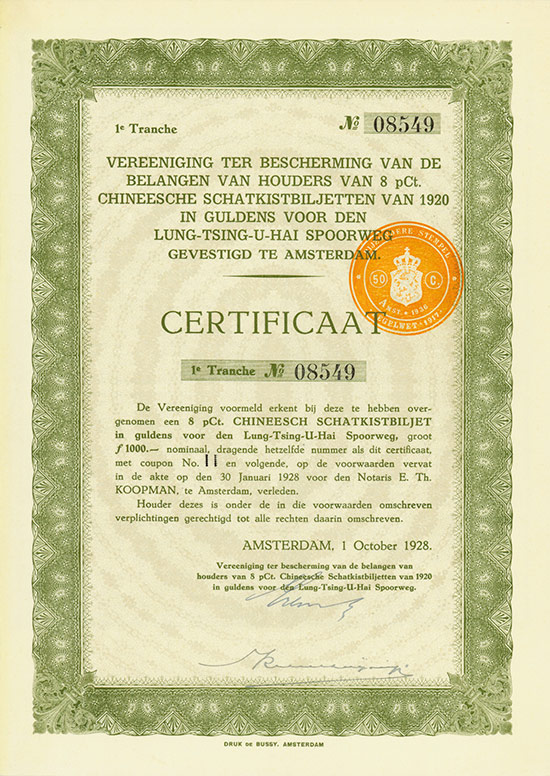 1e Tranche № 08549
VEREENIGING TER BESCHERMING VAN DE
BELANGEN VAN HOUDERS VAN 8 pCt.
CHINEESCHE SCHATKISTBILJETTEN VAN 1920
IN GULDENS VOOR DEN
LUNG-TSING-U-HAI SPOORWEG
GEVESTIGD TE AMSTERDAM.
STEMPEL
50 C.
1936
ZEGELWET 1917
CERTIFICAAT
1e Tranche № 08549
De Vereeniging voormeld erkent bij deze te hebben over-
genomen een 8 pCt. CHINEESCH SCHATKISTBILJET
in guldens voor den Lung-Tsing-U-Hai Spoorweg, groot
ƒ 1000.— nominaal, dragende hetzelfde nummer als dit certificaat,
met coupon No. 11 en volgende, op de voorwaarden vervat
in de akte op den 30 Januari 1928 voor den Notaris E. Th.
KOOPMAN, te Amsterdam, verleden.
Houder dezes is onder de in die voorwaarden omschreven
verplichtingen gerechtigd tot alle rechten daarin omschreven.
AMSTERDAM, 1 October 1928.
Vereeniging ter bescherming van de belangen van
houders van 8 pCt. Chineesche Schatkistbiljetten van 1920
in guldens voor den Lung-Tsing-U-Hai Spoorweg.
DRUK DE BUSSY. AMSTERDAM